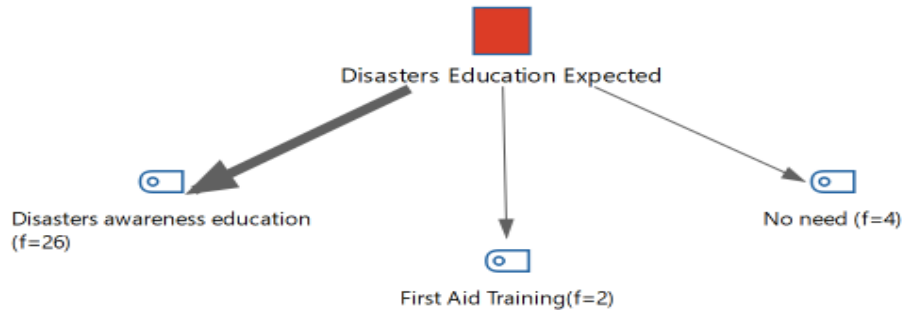 Disasters Education Expected
Disasters awareness education
(f=26)
No need (f=4)
First Aid Training(f=2)